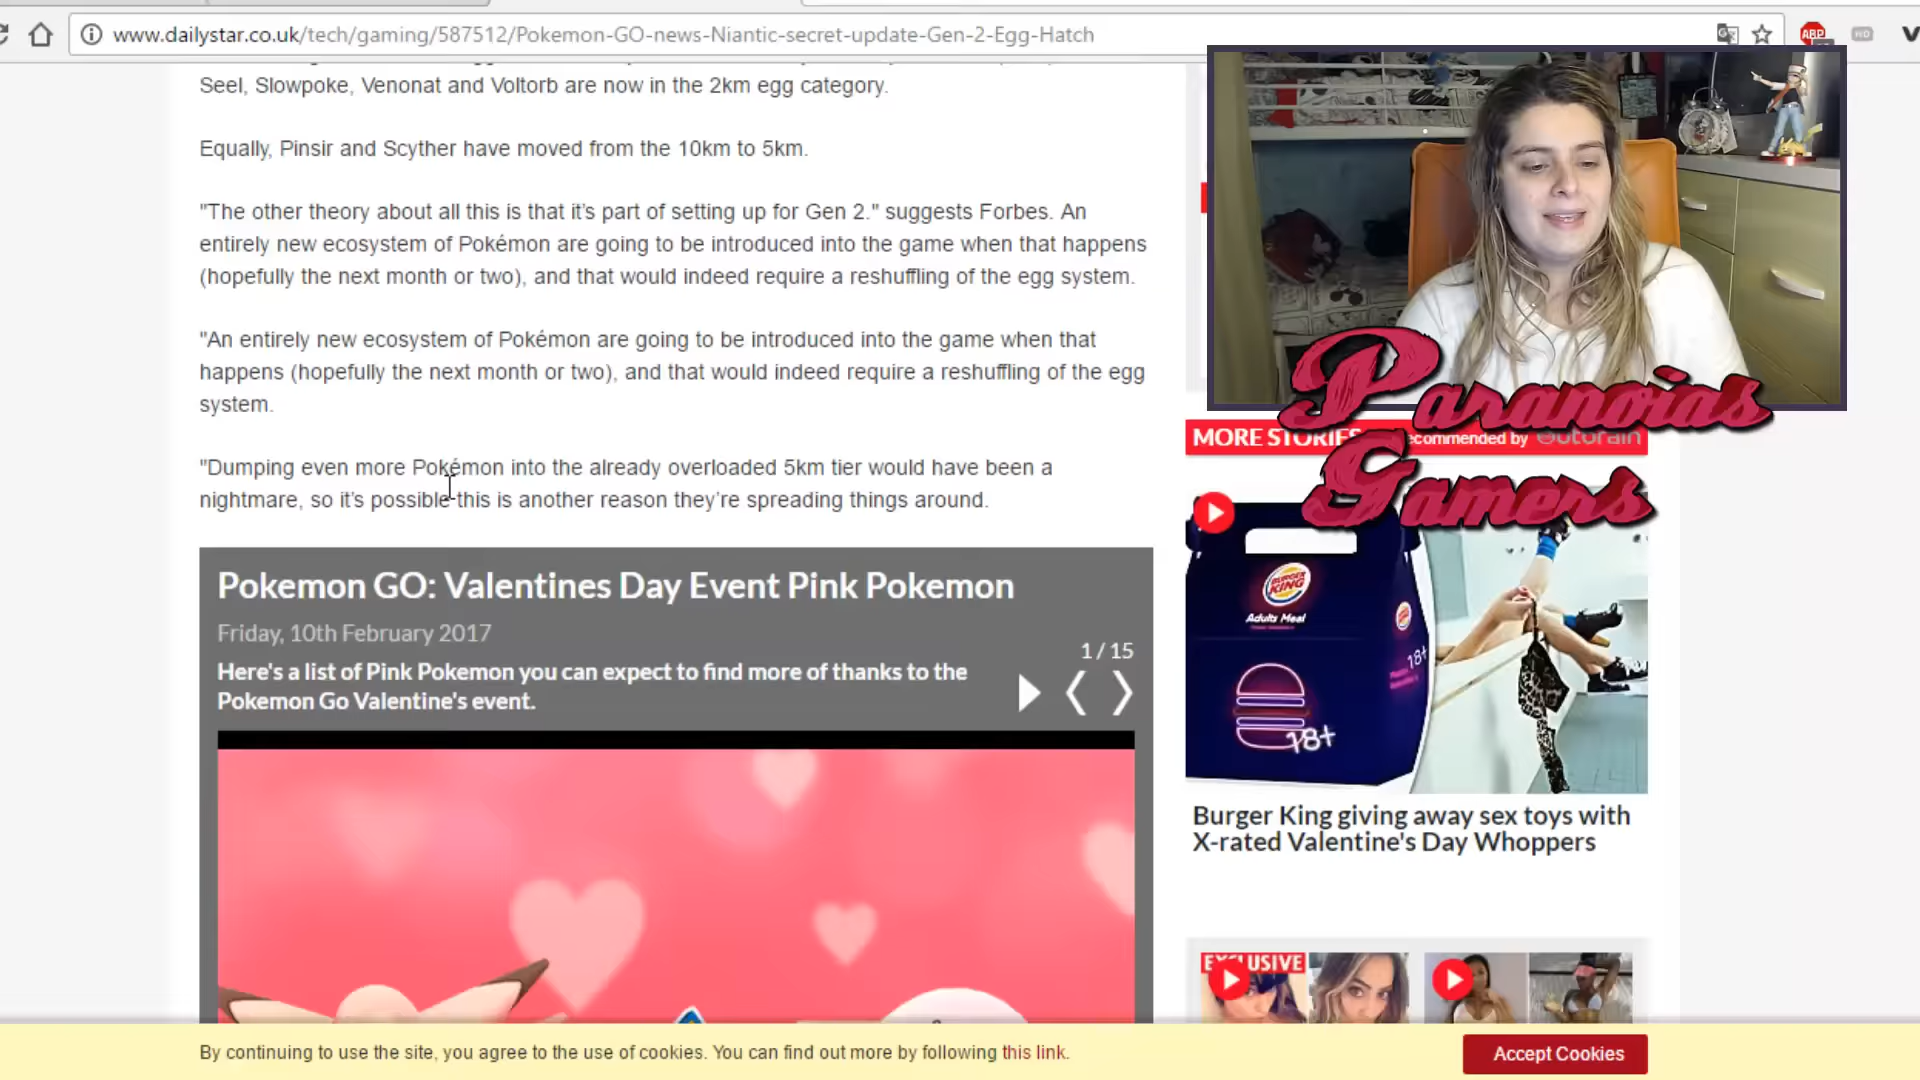 www.dailystar.co.uk/tech/gaming/587512/Pokemon-GO-news-Niantic-secret-update-Gen-2-Egg-Hatch
ABP
HD
Seel, Slowpoke, Venonat and Voltorb are now in the 2km egg category.
Equally, Pinsir and Scyther have moved from the 10km to 5km.
"The other theory about all this is that it's part of setting up for Gen 2." suggests Forbes. An
entirely new ecosystem of Pokémon are going to be introduced into the game when that happens
(hopefully the next month or two), and that would indeed require a reshuffling of the egg system.
"An entirely new ecosystem of Pokémon are going to be introduced into the game when that
happens (hopefully the next month or two), and that would indeed require a reshuffling of the egg
system.
"Dumping even more Pokémon into the already overloaded 5km tier would have been a
nightmare, so it's possible this is another reason they're spreading things around.
Pokemon GO: Valentines Day Event Pink Pokemon
Friday, 10th February 2017
1 / 15
Here's a list of Pink Pokemon you can expect to find more of thanks to the
Pokemon Go Valentine's event.
Paranoias
Gamers
MORE STORIES
Recommended by
BURGER KING
Adults Meal
18+
18+
Burger King giving away sex toys with
X-rated Valentine's Day Whoppers
EXCLUSIVE
By continuing to use the site, you agree to the use of cookies. You can find out more by following this link.
Accept Cookies